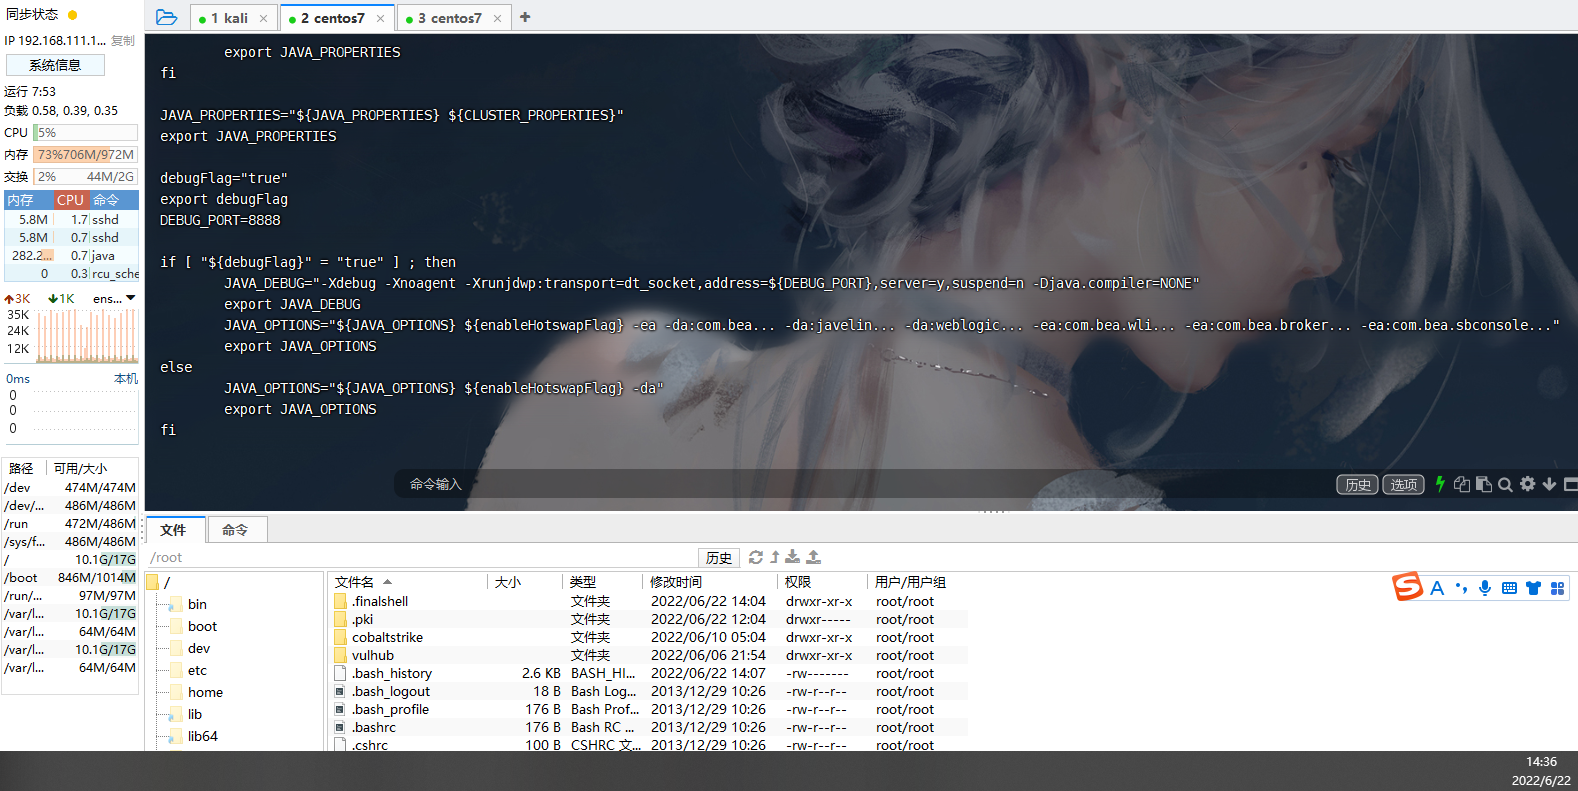 同步状态
IP 192.168.111.1... 复制
系统信息
运行 7:53
负载 0.58, 0.39, 0.35
CPU 5%
内存 73% 706M/972M
交换 2% 44M/2G
内存 CPU 命令
5.8M 1.7 sshd
5.8M 0.7 sshd
282.2... 0.7 java
0 0.3 rcu_sche
3K 1K ens...
35K
24K
12K
0ms 本机
0
0
0
路径 可用/大小
/dev 474M/474M
/dev/... 486M/486M
/run 472M/486M
/sys/f... 486M/486M
/ 10.1G/17G
/boot 846M/1014M
/run/... 97M/97M
/var/l... 10.1G/17G
/var/l... 64M/64M
/var/l... 10.1G/17G
/var/l... 64M/64M
1 kali × 2 centos7 × 3 centos7 × +
export JAVA_PROPERTIES
fi
JAVA_PROPERTIES="${JAVA_PROPERTIES} ${CLUSTER_PROPERTIES}"
export JAVA_PROPERTIES
debugFlag="true"
export debugFlag
DEBUG_PORT=8888
if [ "${debugFlag}" = "true" ] ; then
JAVA_DEBUG="-Xdebug -Xnoagent -Xrunjdwp:transport=dt_socket,address=${DEBUG_PORT},server=y,suspend=n -Djava.compiler=NONE"
export JAVA_DEBUG
JAVA_OPTIONS="${JAVA_OPTIONS} ${enableHotswapFlag} -ea -da:com.bea... -da:javelin... -da:weblogic... -ea:com.bea.wli... -ea:com.bea.broker... -ea:com.bea.sbconsole..."
export JAVA_OPTIONS
else
JAVA_OPTIONS="${JAVA_OPTIONS} ${enableHotswapFlag} -da"
export JAVA_OPTIONS
fi
命令输入 历史 选项
文件 命令
/root 历史
/
bin
boot
dev
etc
home
lib
lib64
文件名 大小 类型 修改时间 权限 用户/用户组
.finalshell 文件夹 2022/06/22 14:04 drwxr-xr-x root/root
.pki 文件夹 2022/06/22 12:04 drwxr----- root/root
cobaltstrike 文件夹 2022/06/10 05:04 drwxr-xr-x root/root
vulhub 文件夹 2022/06/06 21:54 drwxr-xr-x root/root
.bash_history 2.6 KB BASH_HI... 2022/06/22 14:07 -rw------- root/root
.bash_logout 18 B Bash Log... 2013/12/29 10:26 -rw-r--r-- root/root
.bash_profile 176 B Bash Prof... 2013/12/29 10:26 -rw-r--r-- root/root
.bashrc 176 B Bash RC ... 2013/12/29 10:26 -rw-r--r-- root/root
.cshrc 100 B CSHRC 文... 2013/12/29 10:26 -rw-r--r-- root/root
S A
14:36
2022/6/22